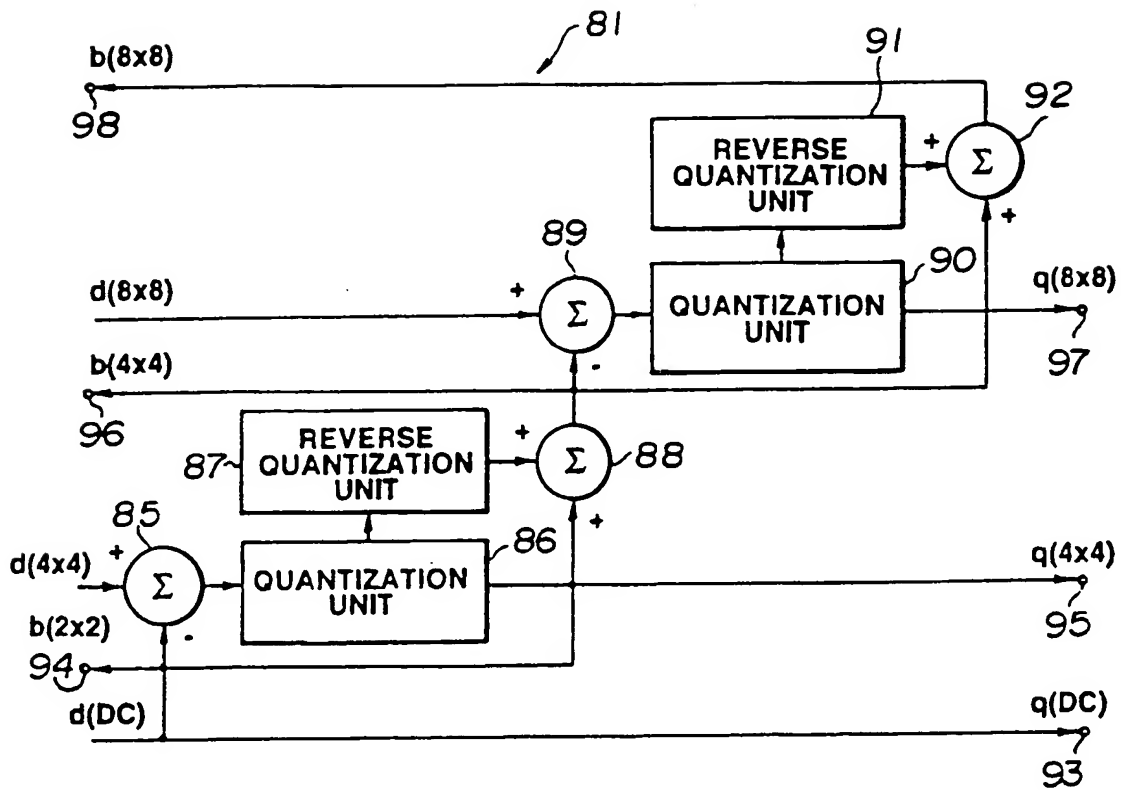 81
b(8x8)
98
91
92
REVERSE
QUANTIZATION
UNIT
+
Σ
+
89
90
d(8x8)
+
Σ
-
QUANTIZATION
UNIT
q(8x8)
97
b(4x4)
96
REVERSE
QUANTIZATION
UNIT
87
+
Σ
88
+
85
+
d(4x4)
Σ
-
86
QUANTIZATION
UNIT
q(4x4)
95
b(2x2)
94
d(DC)
q(DC)
93